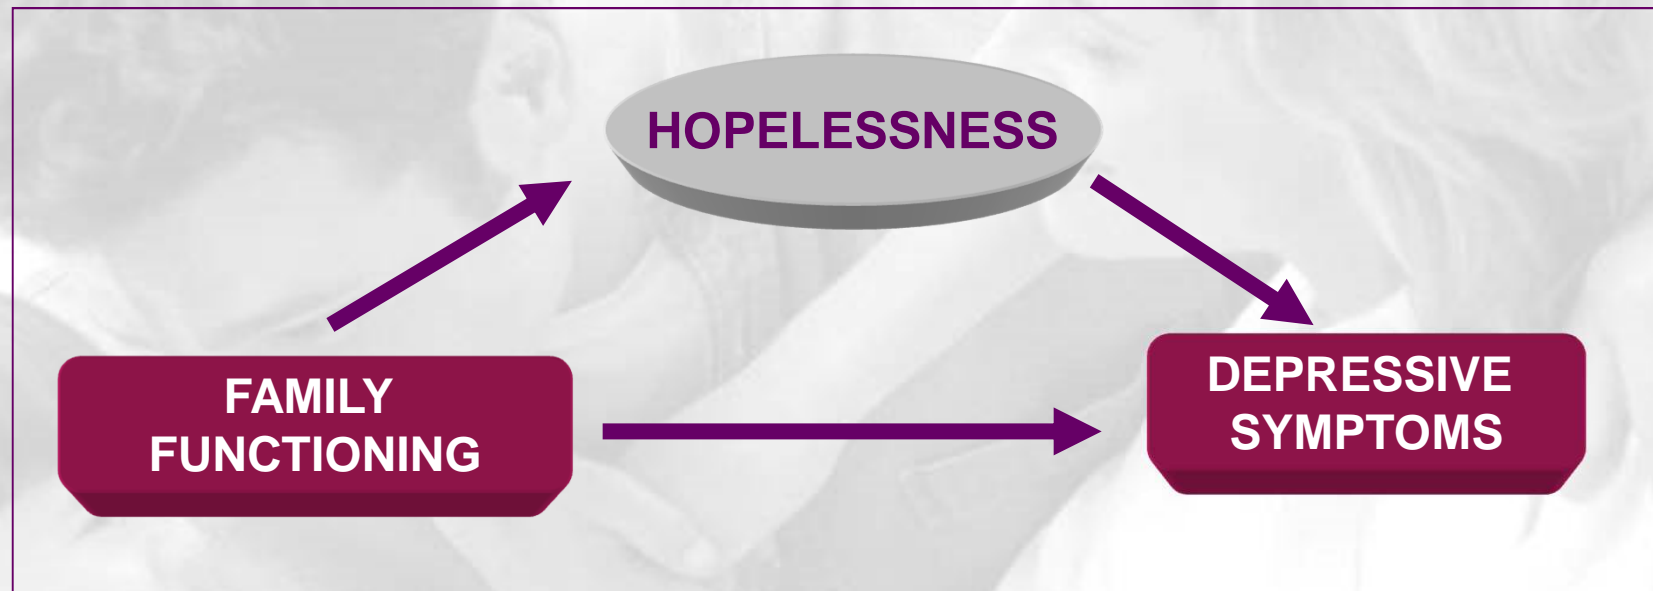 HOPELESSNESS
FAMILY
FUNCTIONING
DEPRESSIVE
SYMPTOMS